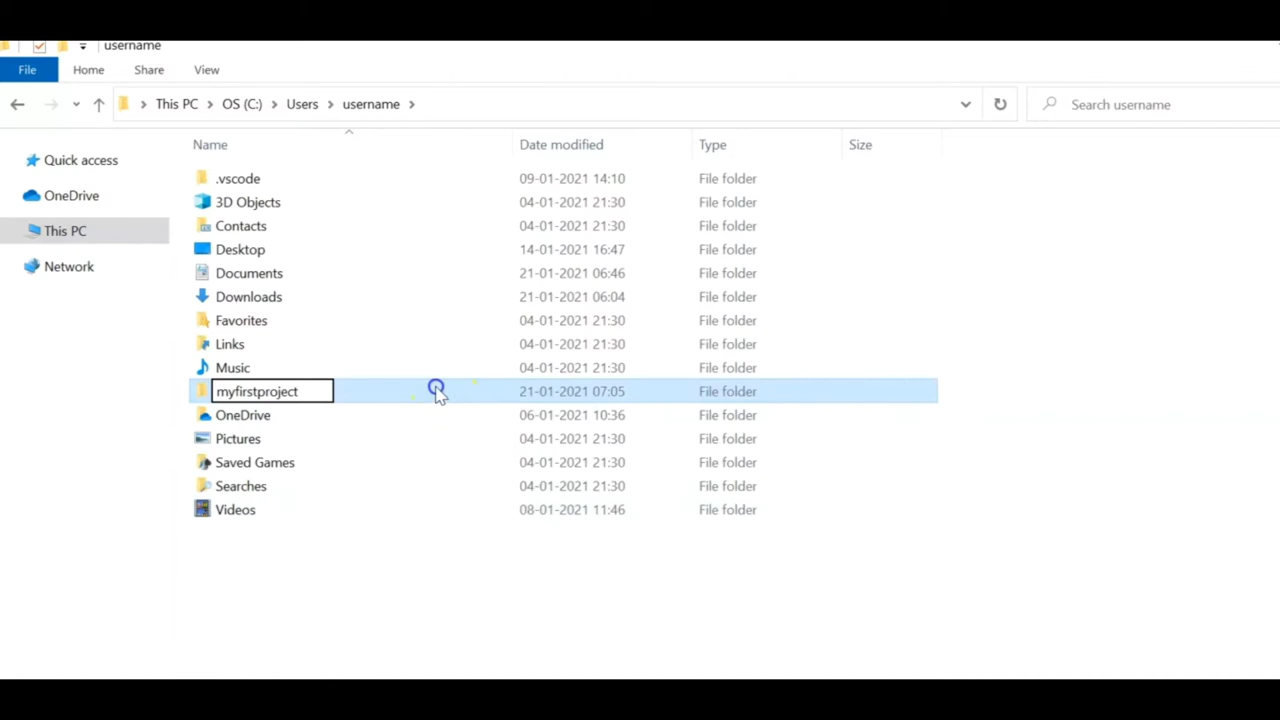 username
File Home Share View
This PC OS (C:) Users username Search username
Name Date modified Type Size
Quick access
OneDrive
This PC
Network
.vscode 09-01-2021 14:10 File folder
3D Objects 04-01-2021 21:30 File folder
Contacts 04-01-2021 21:30 File folder
Desktop 14-01-2021 16:47 File folder
Documents 21-01-2021 06:46 File folder
Downloads 21-01-2021 06:04 File folder
Favorites 04-01-2021 21:30 File folder
Links 04-01-2021 21:30 File folder
Music 04-01-2021 21:30 File folder
myfirstproject 21-01-2021 07:05 File folder
OneDrive 06-01-2021 10:36 File folder
Pictures 04-01-2021 21:30 File folder
Saved Games 04-01-2021 21:30 File folder
Searches 04-01-2021 21:30 File folder
Videos 08-01-2021 11:46 File folder